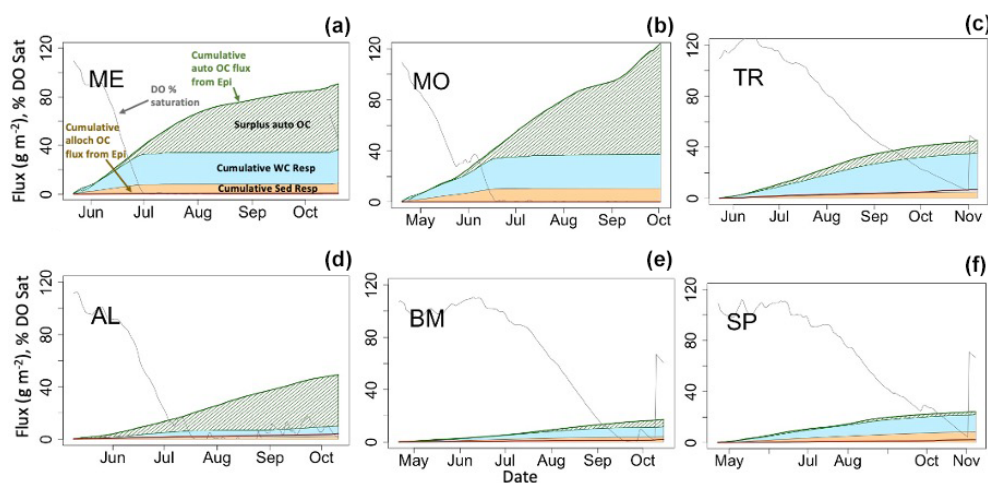 (a)
ME
Cumulative
auto OC flux
from Epi
DO %
saturation
Cumulative
alloch OC
flux from Epi
Surplus auto OC
Cumulative WC Resp
Cumulative Sed Resp
Flux (g m⁻²), % DO Sat
0 40 80 120
Jun Jul Aug Sep Oct
(b)
MO
0 40 80 120
May Jun Jul Aug Sep Oct
(c)
TR
0 40 80 120
Jun Jul Aug Sep Oct Nov
(d)
AL
Flux (g m⁻²), % DO Sat
0 40 80 120
Jun Jul Aug Sep Oct
(e)
BM
0 40 80 120
May Jun Jul Aug Sep Oct
Date
(f)
SP
0 40 80 120
May Jul Aug Oct Nov